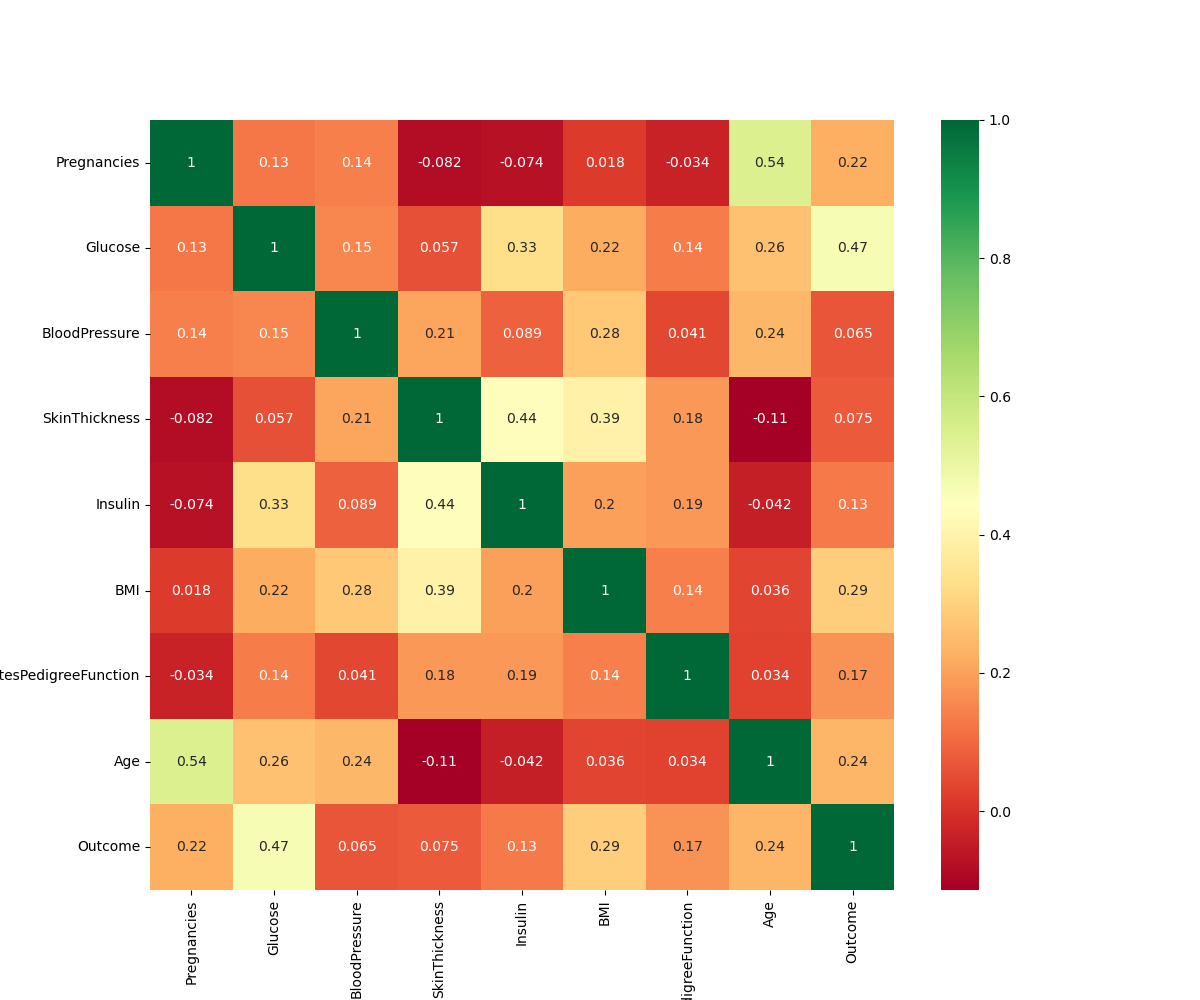 Pregnancies 1 0.13 0.14 -0.082 -0.074 0.018 -0.034 0.54 0.22
Glucose 0.13 1 0.15 0.057 0.33 0.22 0.14 0.26 0.47
BloodPressure 0.14 0.15 1 0.21 0.089 0.28 0.041 0.24 0.065
SkinThickness -0.082 0.057 0.21 1 0.44 0.39 0.18 -0.11 0.075
Insulin -0.074 0.33 0.089 0.44 1 0.2 0.19 -0.042 0.13
BMI 0.018 0.22 0.28 0.39 0.2 1 0.14 0.036 0.29
tesPedigreeFunction -0.034 0.14 0.041 0.18 0.19 0.14 1 0.034 0.17
Age 0.54 0.26 0.24 -0.11 -0.042 0.036 0.034 1 0.24
Outcome 0.22 0.47 0.065 0.075 0.13 0.29 0.17 0.24 1
Pregnancies
Glucose
BloodPressure
SkinThickness
Insulin
BMI
digreeFunction
Age
Outcome
1.0
0.8
0.6
0.4
0.2
0.0